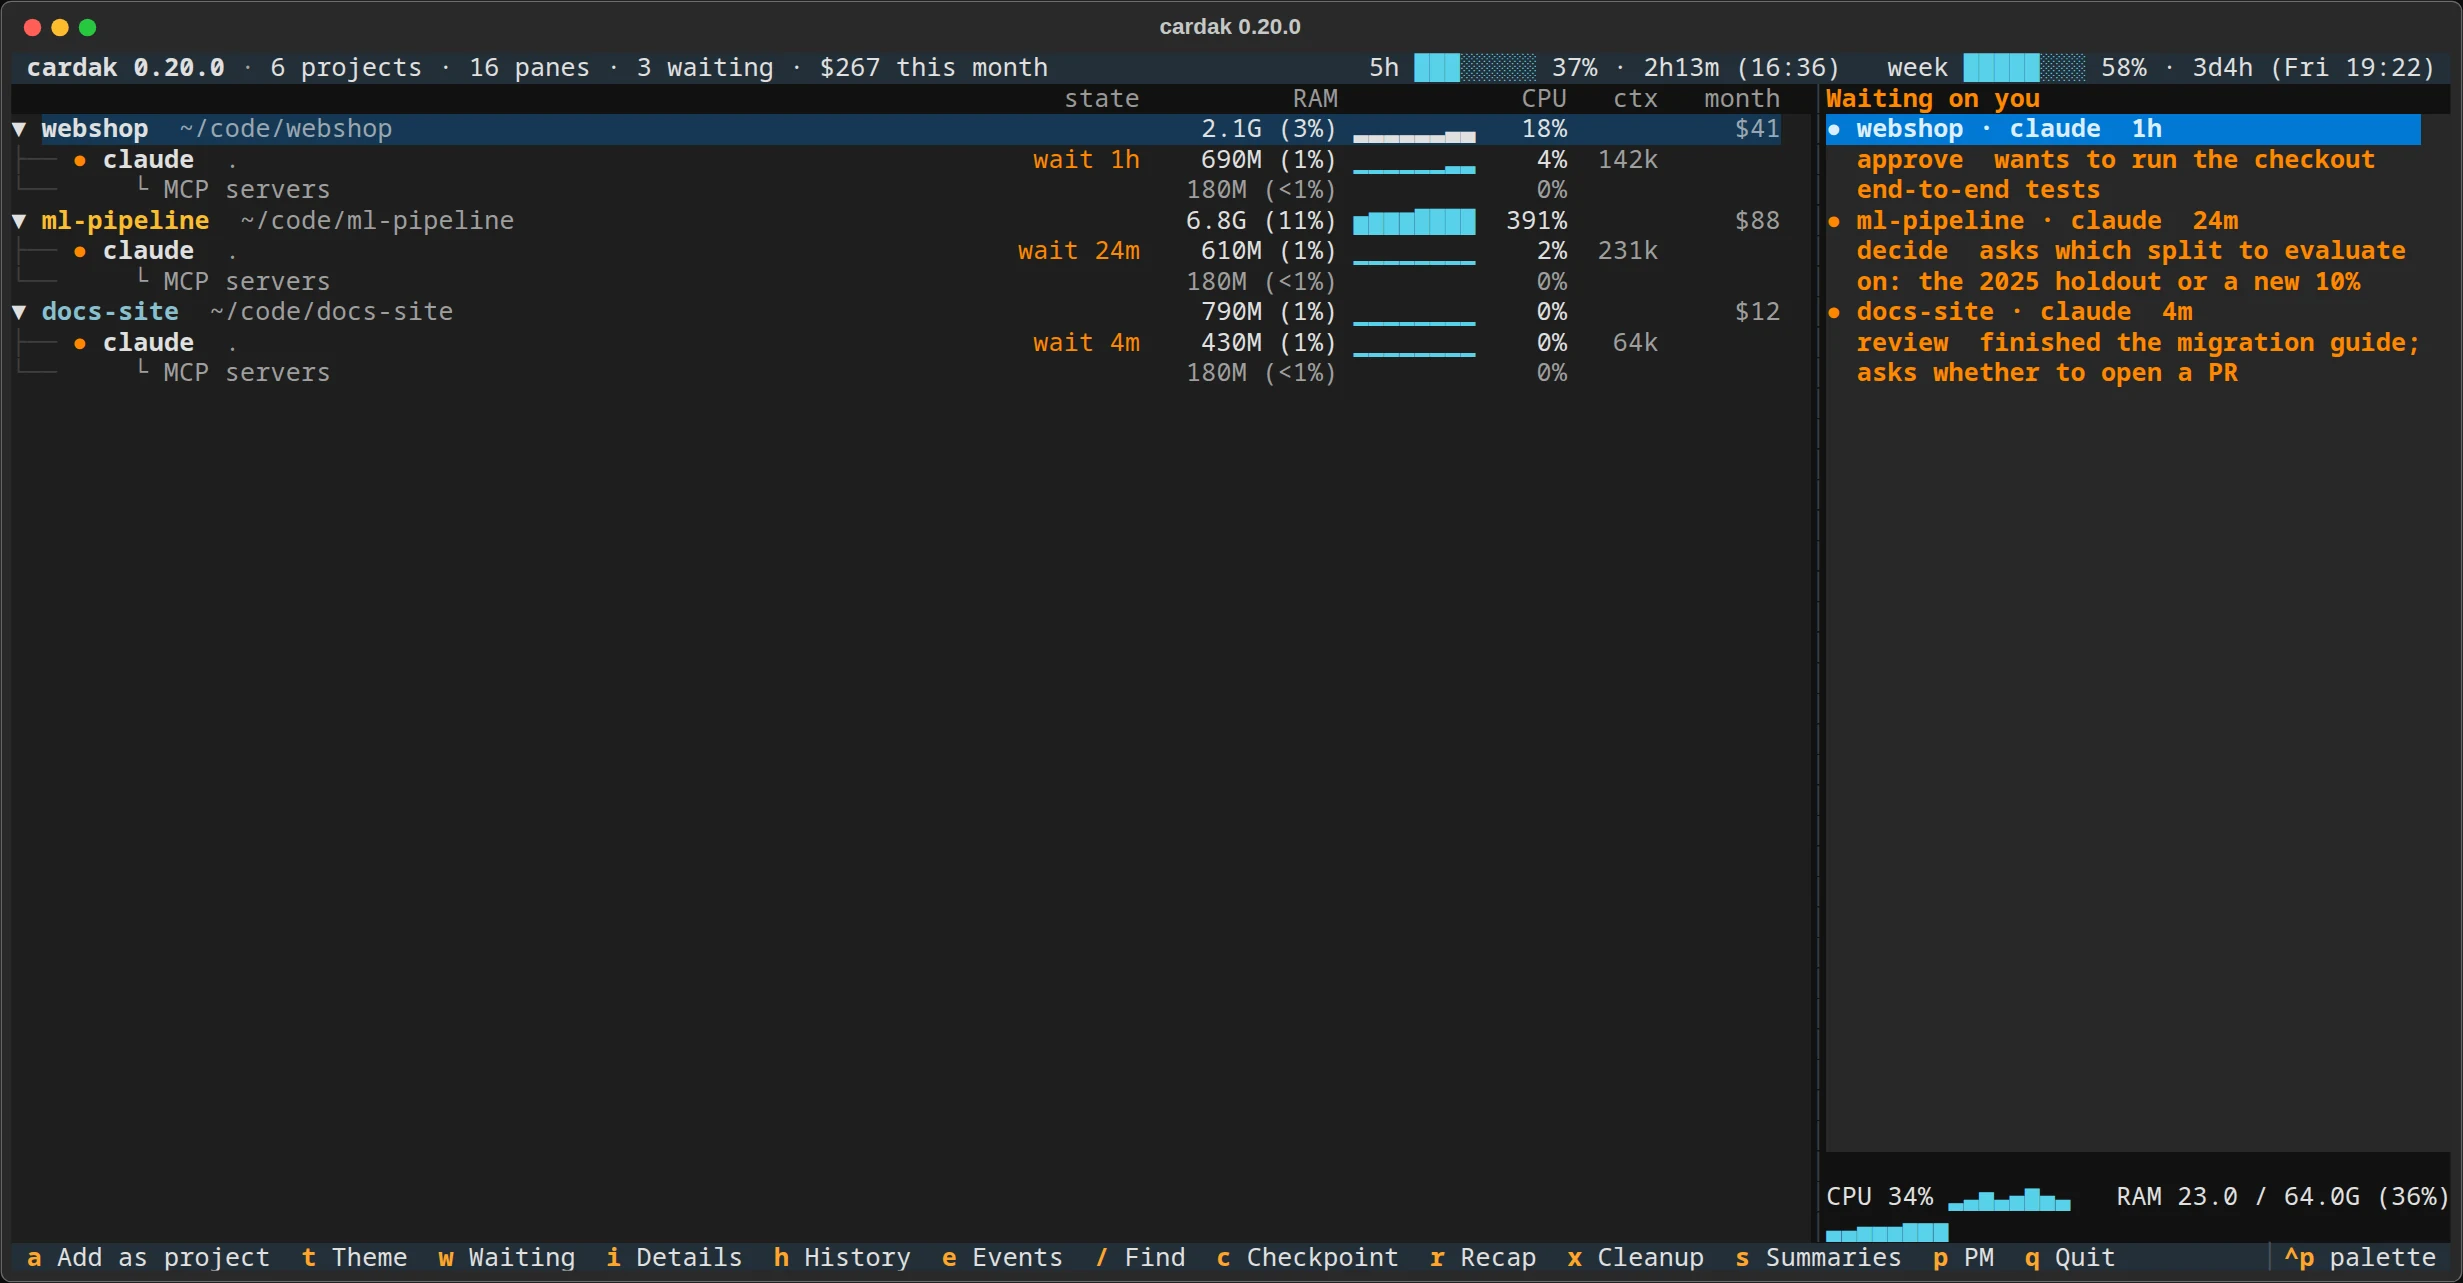 cardak 0.20.0
cardak 0.20.0 · 6 projects · 16 panes · 3 waiting · $267 this month 5h 37% · 2h13m (16:36) week 58% · 3d4h (Fri 19:22)
state RAM CPU ctx month
▼ webshop ~/code/webshop 2.1G (3%) 18% $41
● claude . wait 1h 690M (1%) 4% 142k
└ MCP servers 180M (<1%) 0%
▼ ml-pipeline ~/code/ml-pipeline 6.8G (11%) 391% $88
● claude . wait 24m 610M (1%) 2% 231k
└ MCP servers 180M (<1%) 0%
▼ docs-site ~/code/docs-site 790M (1%) 0% $12
● claude . wait 4m 430M (1%) 0% 64k
└ MCP servers 180M (<1%) 0%
Waiting on you
● webshop · claude 1h
approve wants to run the checkout
end-to-end tests
● ml-pipeline · claude 24m
decide asks which split to evaluate
on: the 2025 holdout or a new 10%
● docs-site · claude 4m
review finished the migration guide;
asks whether to open a PR
CPU 34% RAM 23.0 / 64.0G (36%)
a Add as project t Theme w Waiting i Details h History e Events / Find c Checkpoint r Recap x Cleanup s Summaries p PM q Quit ^p palette